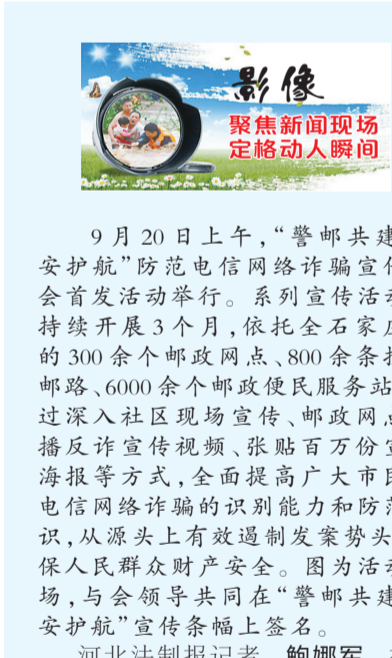 影像
聚焦新闻现场
定格动人瞬间
9月20日上午，“警邮共建
安护航”防范电信网络诈骗宣传
会首发活动举行。系列宣传活动
持续开展3个月，依托全石家庄
的300余个邮政网点、800余条投
邮路、6000余个邮政便民服务站
过深入社区现场宣传、邮政网点
播反诈宣传视频、张贴百万份宣
海报等方式，全面提高广大市民
电信网络诈骗的识别能力和防范
识，从源头上有效遏制发案势头
保人民群众财产安全。图为活动
场，与会领导共同在“警邮共建
安护航”宣传条幅上签名。
河北法制报记者 鲍娜军